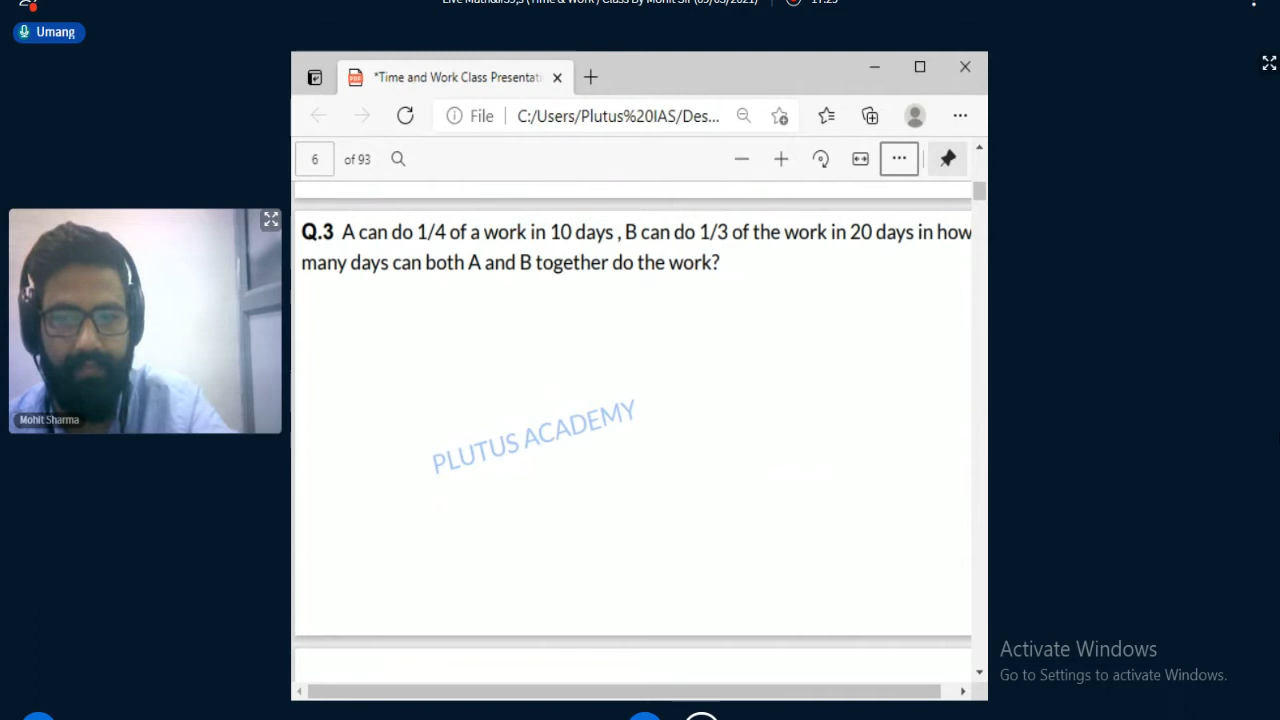 Umang
*Time and Work Class Presentati
File
C:/Users/Plutus%20IAS/Des...
6 of 93
Q.3 A can do 1/4 of a work in 10 days , B can do 1/3 of the work in 20 days in how
many days can both A and B together do the work?
Mohit Sharma
PLUTUS ACADEMY
Activate Windows
Go to Settings to activate Windows.